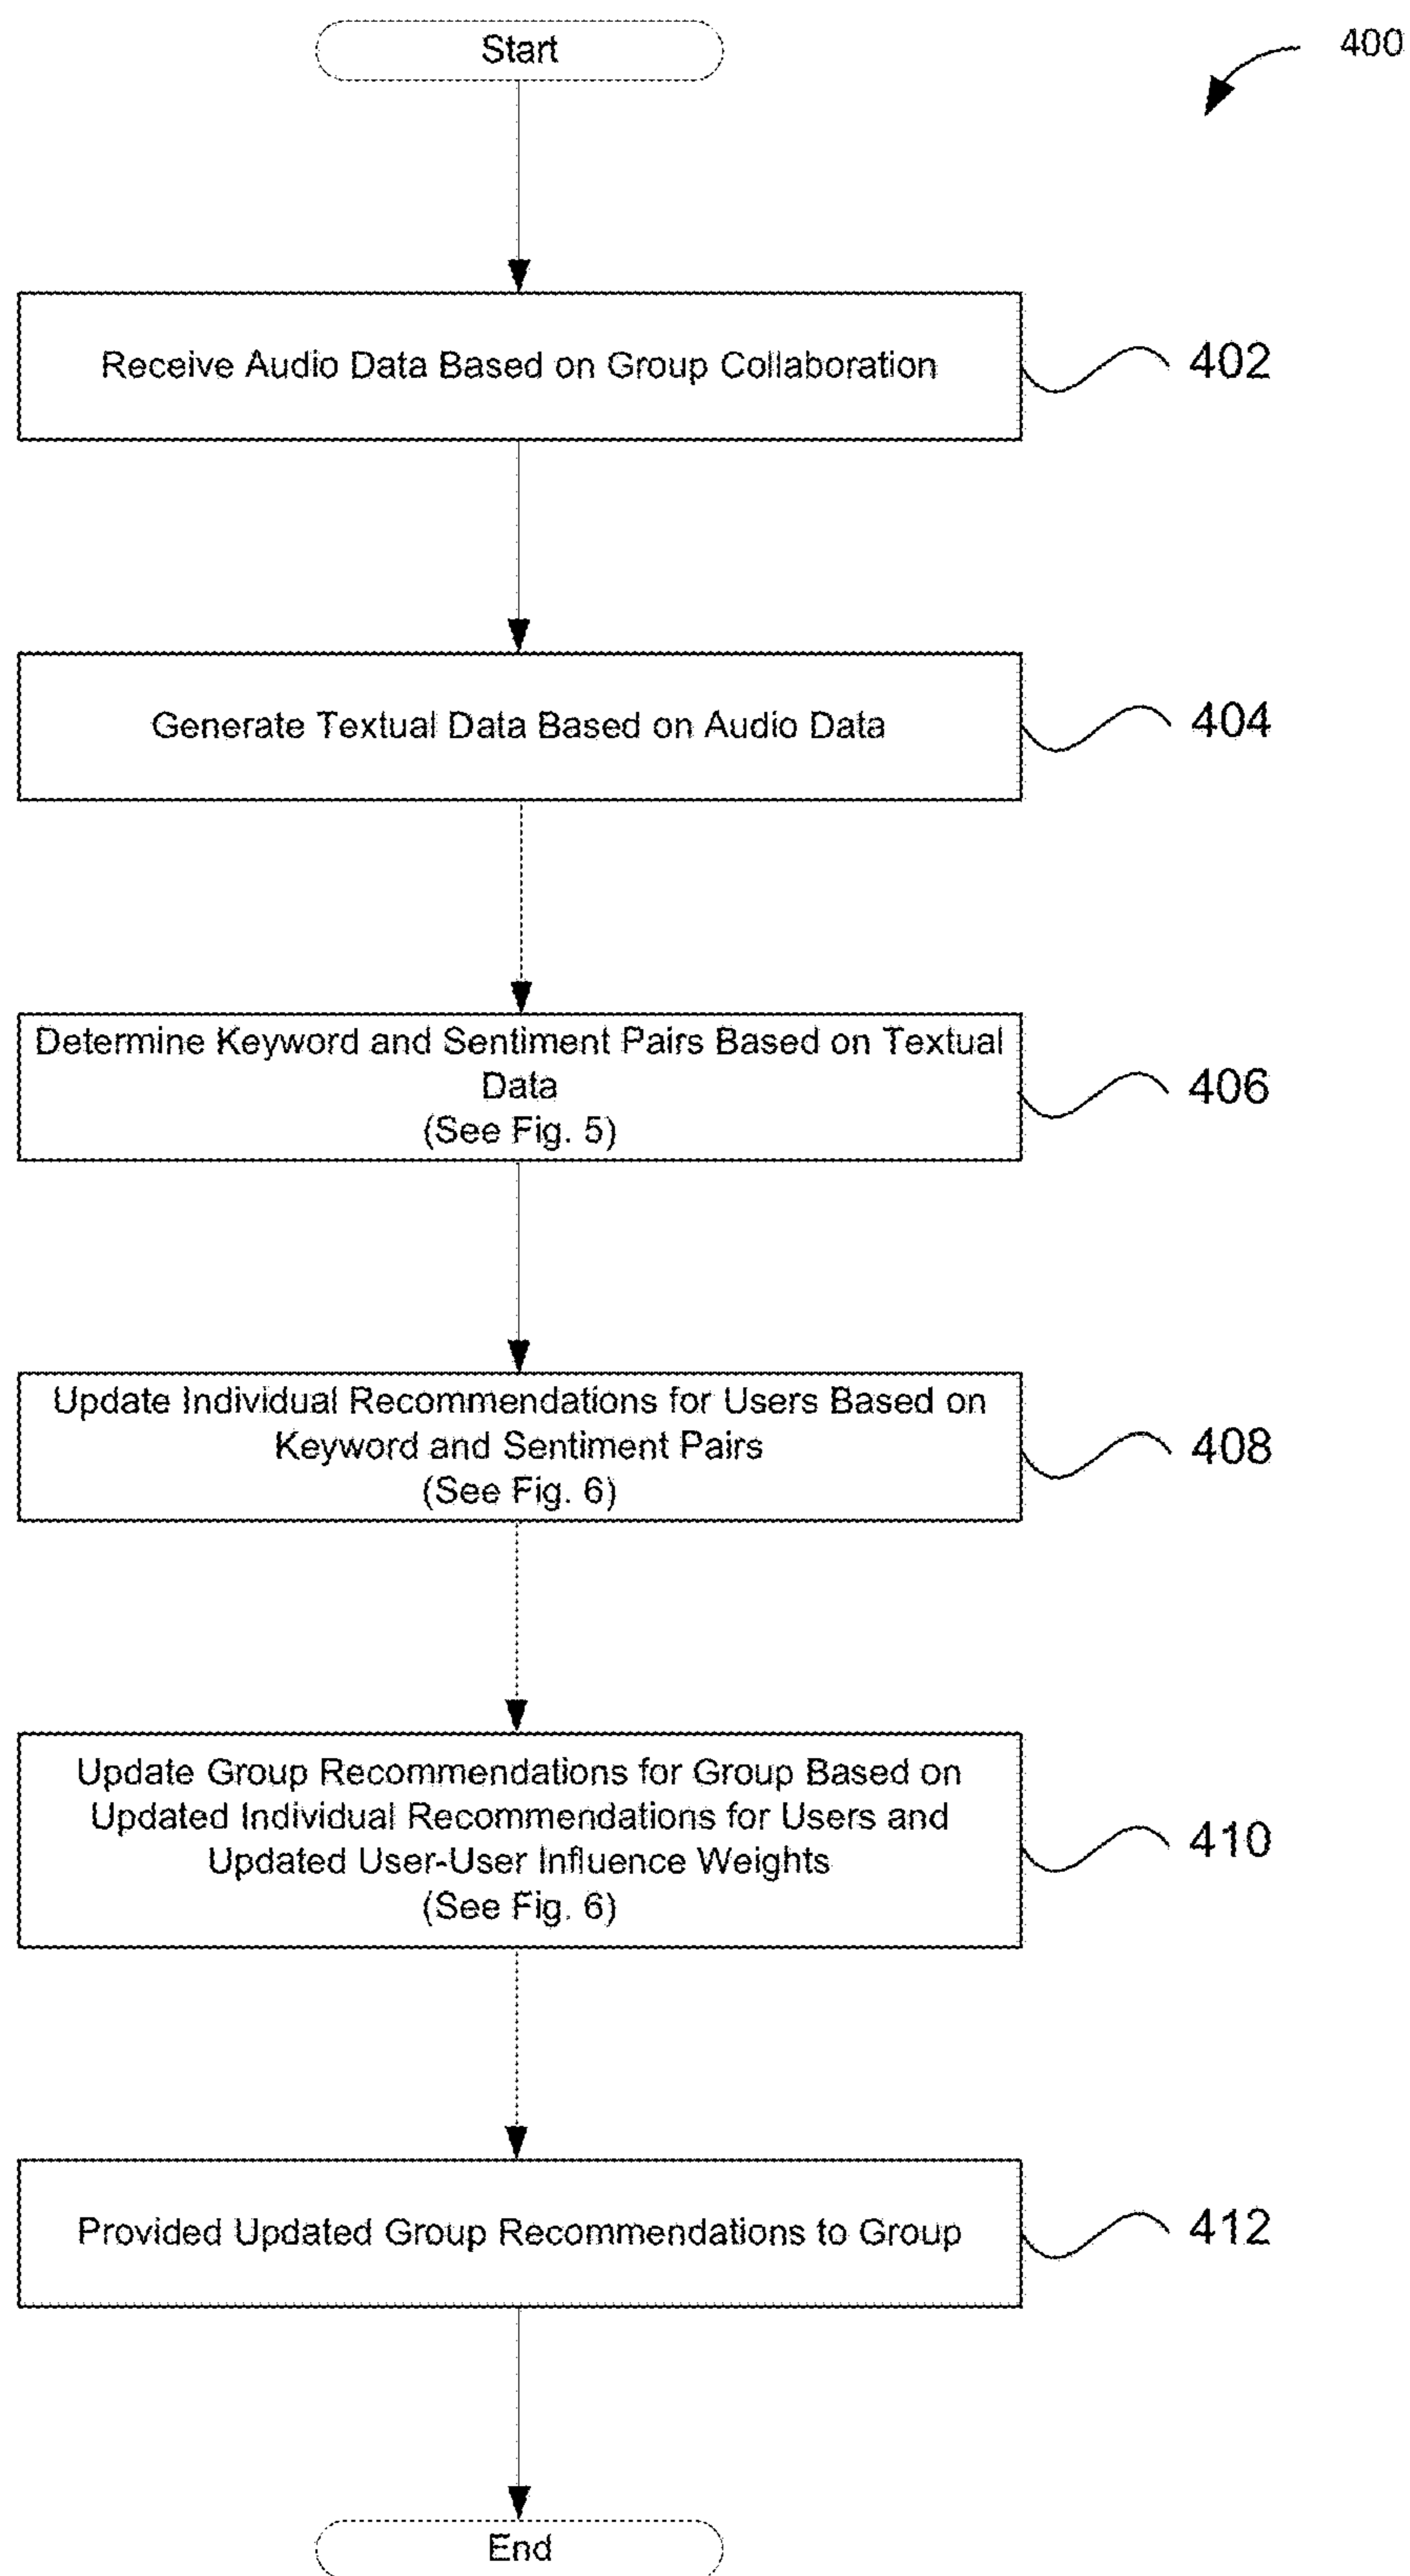 Start
400
Receive Audio Data Based on Group Collaboration
402
Generate Textual Data Based on Audio Data
404
Determine Keyword and Sentiment Pairs Based on Textual
Data
(See Fig. 5)
406
Update Individual Recommendations for Users Based on
Keyword and Sentiment Pairs
(See Fig. 6)
408
Update Group Recommendations for Group Based on
Updated Individual Recommendations for Users and
Updated User-User Influence Weights
(See Fig. 6)
410
Provided Updated Group Recommendations to Group
412
End